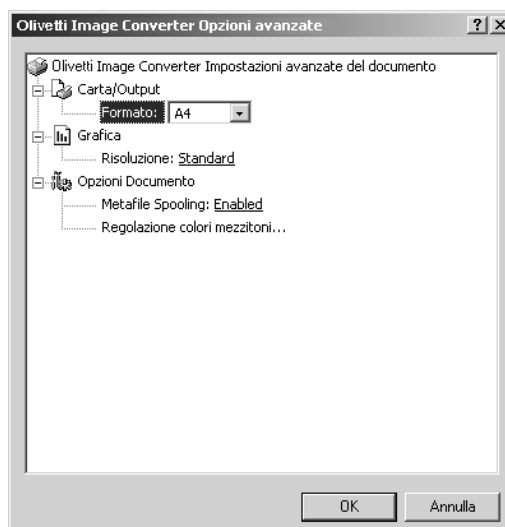 Olivetti Image Converter Opzioni avanzate
Olivetti Image Converter Impostazioni avanzate del documento
Carta/Output
Formato: A4
Grafica
Risoluzione: Standard
Opzioni Documento
Metafile Spooling: Enabled
Regolazione colori mezzitoni...
OK Annulla